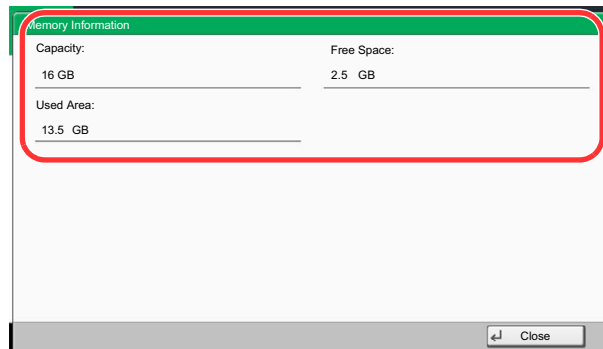 Memory Information
Capacity:
Free Space:
16 GB
2.5 GB
Used Area:
13.5 GB
Close